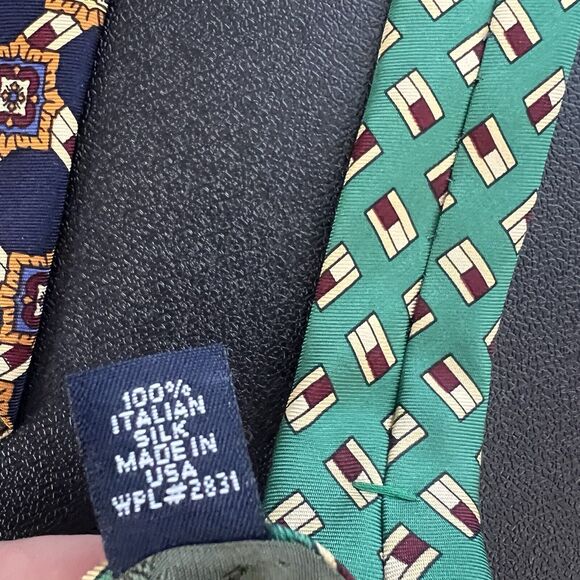 100%
ITALIAN
SILK
MADE IN
USA
WPL#2831